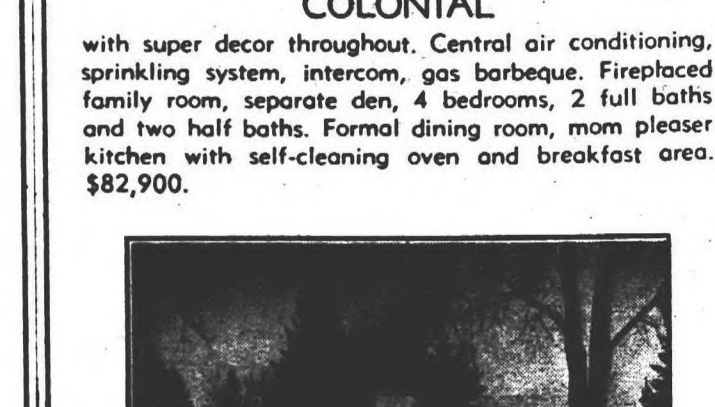 COLONIAL
with super decor throughout. Central air conditioning,
sprinkling system, intercom, gas barbeque. Fireplaced
family room, separate den, 4 bedrooms, 2 full baths
and two half baths. Formal dining room, mom pleaser
kitchen with self-cleaning oven and breakfast area.
$82,900.